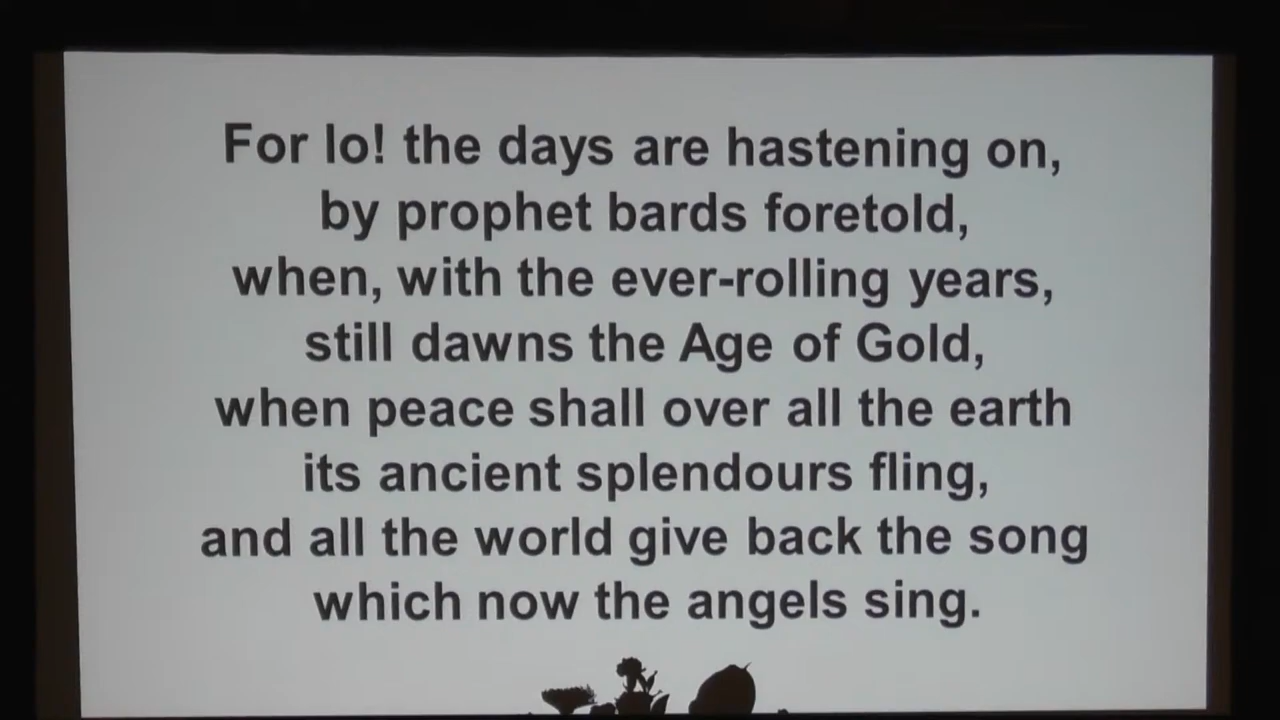 For lo! the days are hastening on,
by prophet bards foretold,
when, with the ever-rolling years,
still dawns the Age of Gold,
when peace shall over all the earth
its ancient splendours fling,
and all the world give back the song
which now the angels sing.